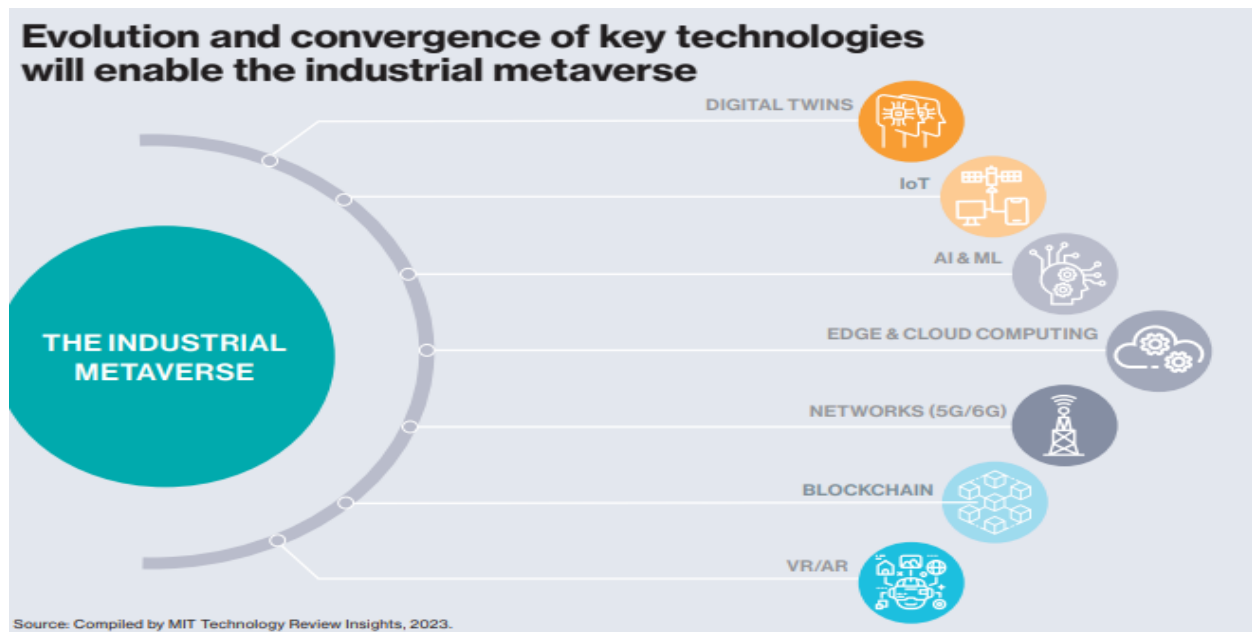 Evolution and convergence of key technologies
will enable the industrial metaverse
DIGITAL TWINS
IoT
AI & ML
EDGE & CLOUD COMPUTING
THE INDUSTRIAL
METAVERSE
NETWORKS (5G/6G)
BLOCKCHAIN
VR/AR
Source: Compiled by MIT Technology Review Insights, 2023.